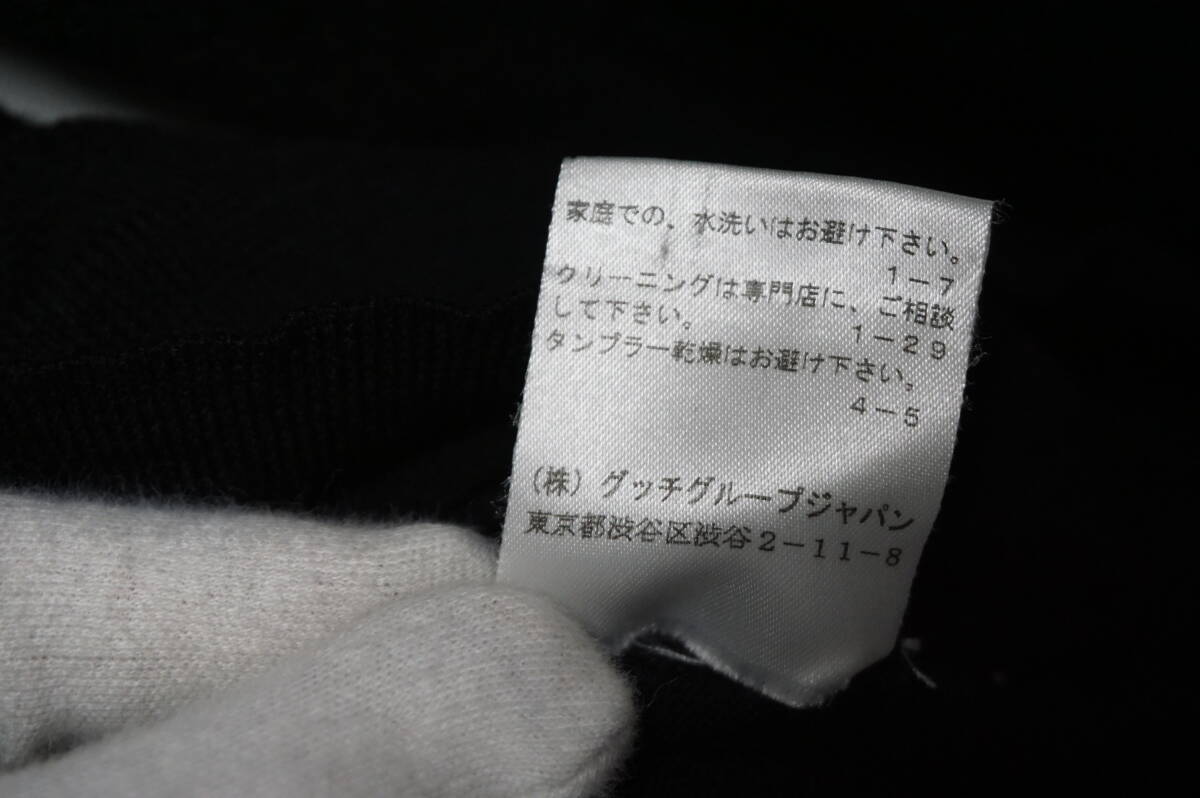 家庭での、水洗いはお避け下さい。
1-7
クリーニングは専門店に、ご相談
して下さい。 1-29
タンブラー乾燥はお避け下さい。
4-5
(株)グッチグループジャパン
東京都渋谷区渋谷2-11-8